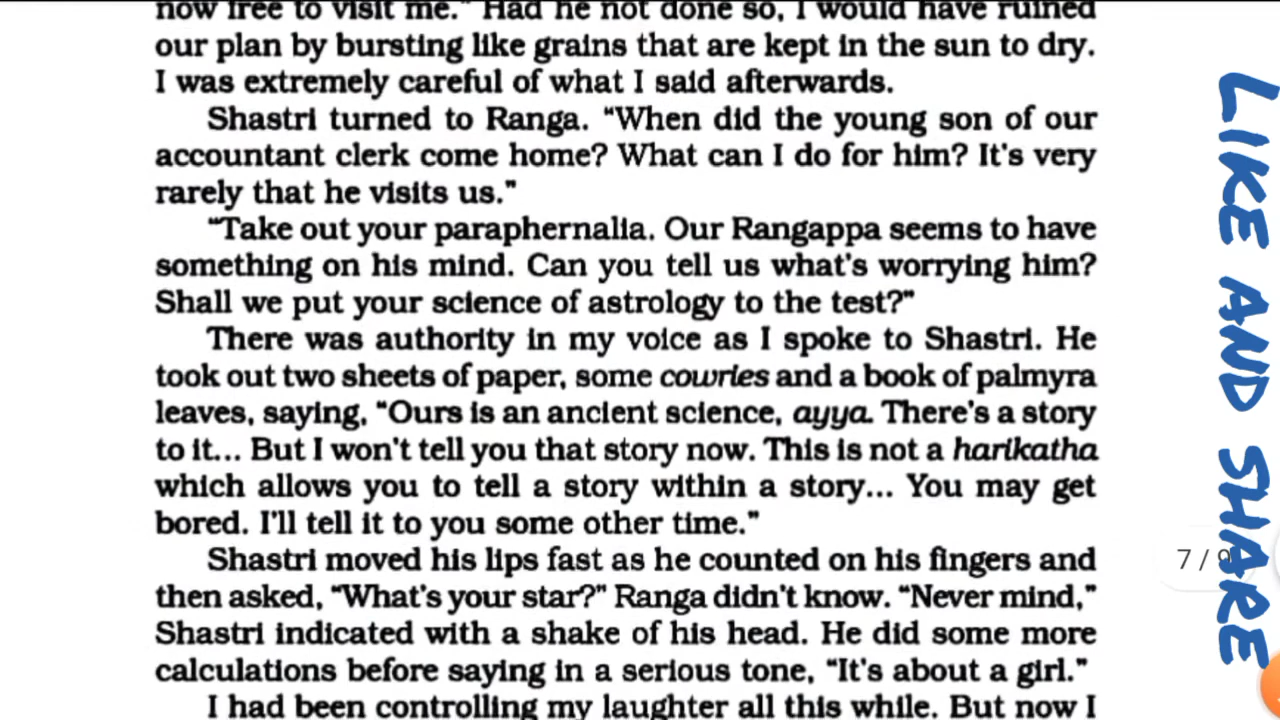 now free to visit me.” Had he not done so, I would have ruined
our plan by bursting like grains that are kept in the sun to dry.
I was extremely careful of what I said afterwards.
Shastri turned to Ranga. “When did the young son of our
accountant clerk come home? What can I do for him? It's very
rarely that he visits us.”
“Take out your paraphernalia. Our Rangappa seems to have
something on his mind. Can you tell us what's worrying him?
Shall we put your science of astrology to the test?”
There was authority in my voice as I spoke to Shastri. He
took out two sheets of paper, some cowries and a book of palmyra
leaves, saying, “Ours is an ancient science, ayya. There's a story
to it... But I won't tell you that story now. This is not a harikatha
which allows you to tell a story within a story... You may get
bored. I'll tell it to you some other time.”
Shastri moved his lips fast as he counted on his fingers and
then asked, “What's your star?” Ranga didn't know. “Never mind,”
Shastri indicated with a shake of his head. He did some more
calculations before saying in a serious tone, “It's about a girl.”
I had been controlling my laughter all this while. But now I
7 / 9
LIKE AND SHARE